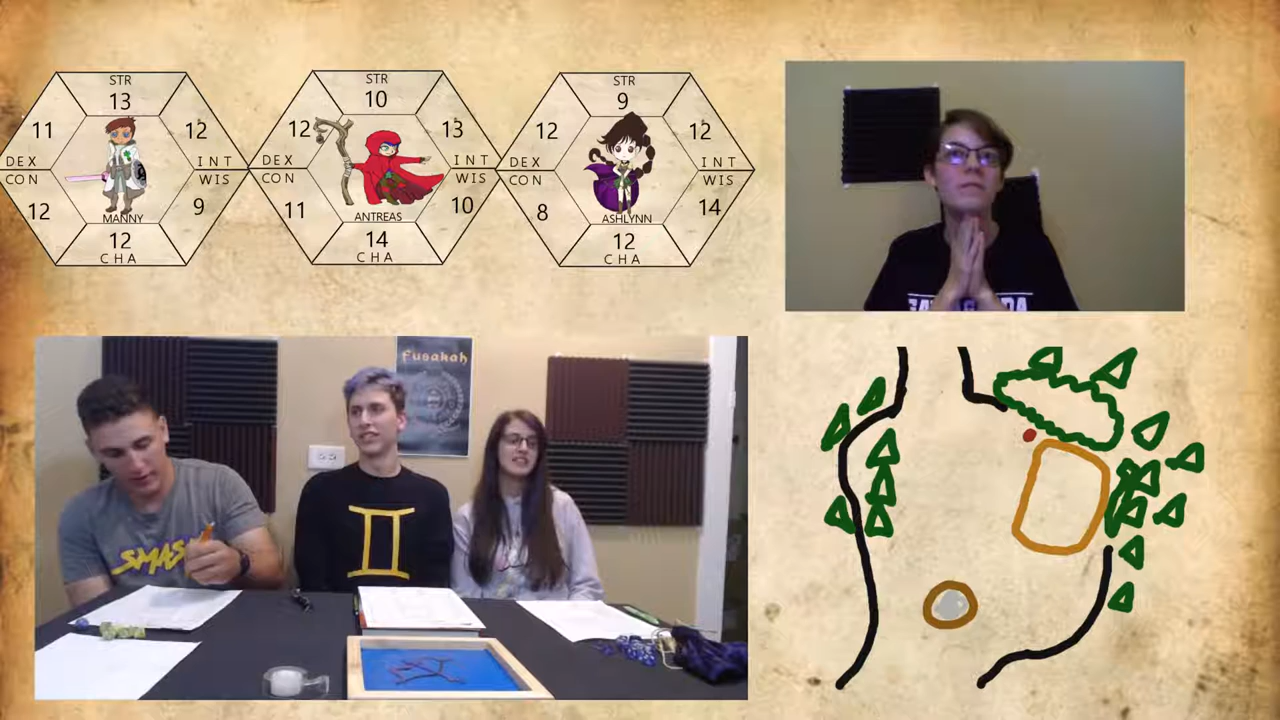 STR
13
11
12
DEX
INT
CON
WIS
12
9
MANNY
12
CHA
STR
10
12
13
DEX
INT
CON
WIS
11
10
ANTREAS
14
CHA
STR
9
12
12
DEX
INT
CON
WIS
8
14
ASHLYNN
12
CHA
Fusakah
SMASH